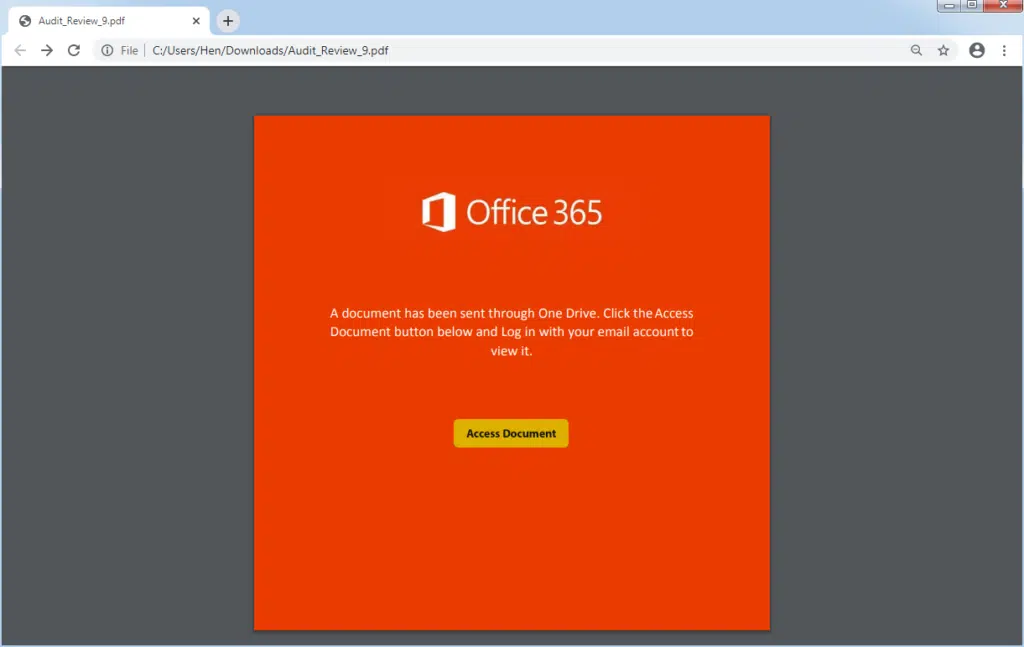 Audit_Review_9.pdf
File C:/Users/Hen/Downloads/Audit_Review_9.pdf
Office 365
A document has been sent through One Drive. Click the Access
Document button below and Log in with your email account to
view it.
Access Document